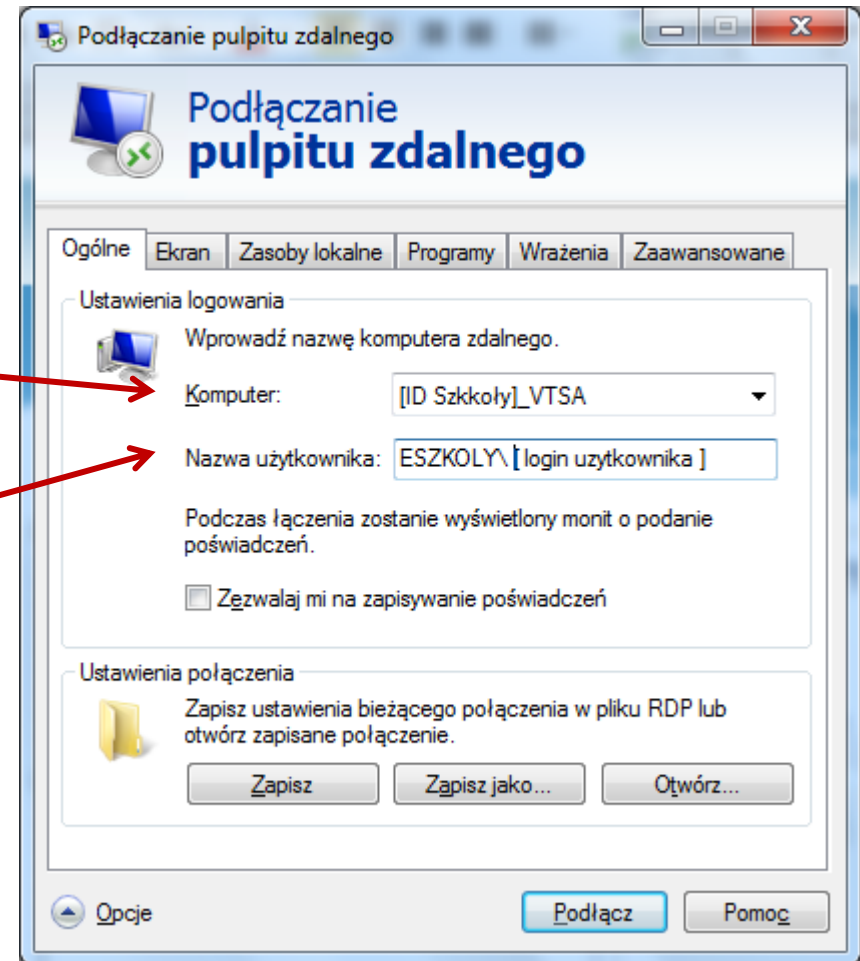 Podłączanie pulpitu zdalnego
Podłączanie
pulpitu zdalnego
Ogólne Ekran Zasoby lokalne Programy Wrażenia Zaawansowane
Ustawienia logowania
Wprowadź nazwę komputera zdalnego.
Komputer: [ID Szkkoły]_VTSA
Nazwa użytkownika: ESZKOLY\ [ login uzytkownika ]
Podczas łączenia zostanie wyświetlony monit o podanie
poświadczeń.
Zezwalaj mi na zapisywanie poświadczeń
Ustawienia połączenia
Zapisz ustawienia bieżącego połączenia w pliku RDP lub
otwórz zapisane połączenie.
Zapisz Zapisz jako... Otwórz...
Opcje Podłącz Pomoc